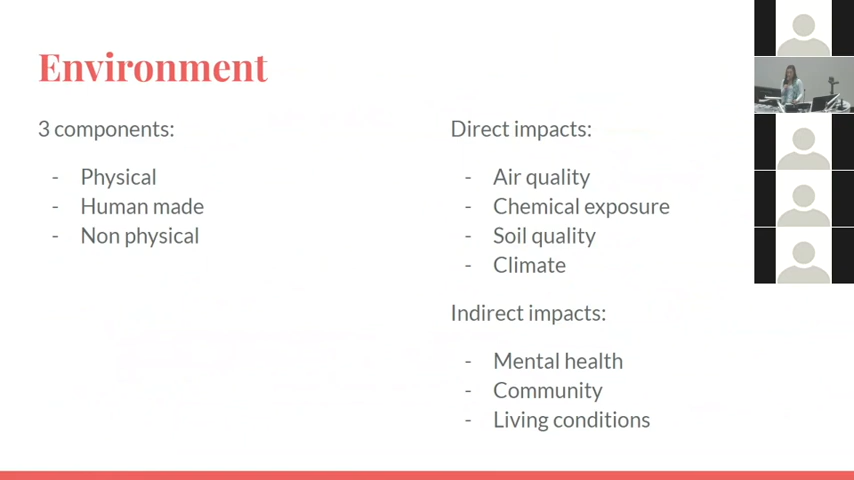 Environment
3 components:
- Physical
- Human made
- Non physical
Direct impacts:
- Air quality
- Chemical exposure
- Soil quality
- Climate
Indirect impacts:
- Mental health
- Community
- Living conditions